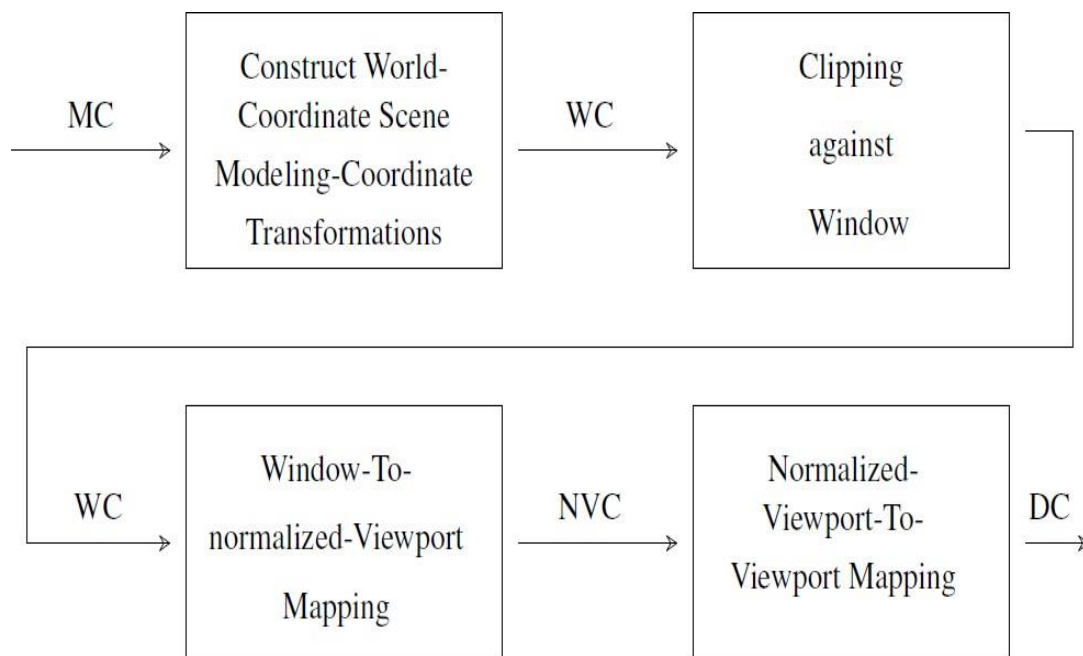 MC
Construct World-
Coordinate Scene
Modeling-Coordinate
Transformations
WC
Clipping
against
Window
WC
Window-To-
normalized-Viewport
Mapping
NVC
Normalized-
Viewport-To-
Viewport Mapping
DC